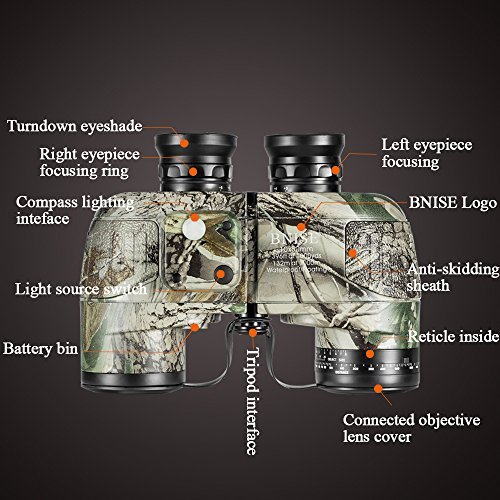 Turndown eyeshade
Right eyepiece
focusing ring
Compass lighting
inteface
Light source switch
Battery bin
Left eyepiece
focusing
BNISE Logo
Anti-skidding
sheath
Reticle inside
Connected objective
lens cover
Tripod interface
BNISE
Waterproof